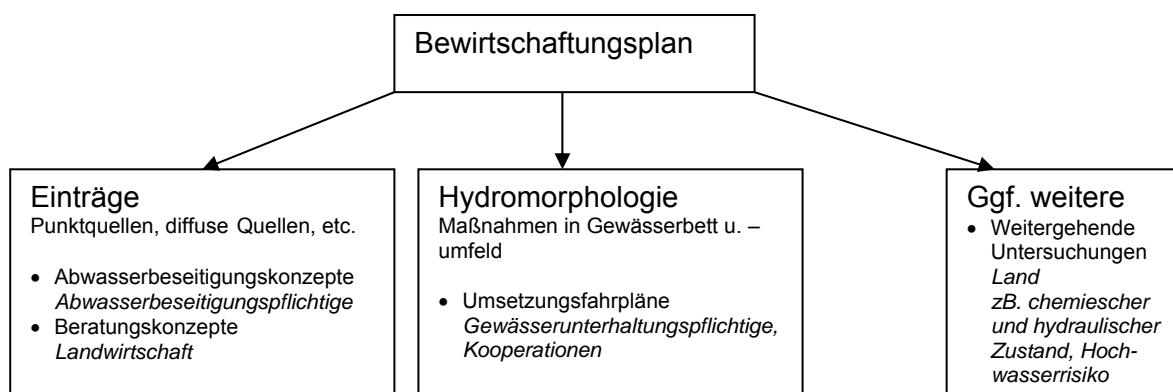 Bewirtschaftungsplan
Einträge
Punktquellen, diffuse Quellen, etc.
• Abwasserbeseitigungskonzepte
Abwasserbeseitigungspflichtige
• Beratungskonzepte
Landwirtschaft
Hydromorphologie
Maßnahmen in Gewässerbett u. –
umfeld
• Umsetzungsfahrpläne
Gewässerunterhaltungspflichtige,
Kooperationen
Ggf. weitere
• Weitergehende
Untersuchungen
Land
zB. chemiescher
und hydraulischer
Zustand, Hoch-
wasserrisiko